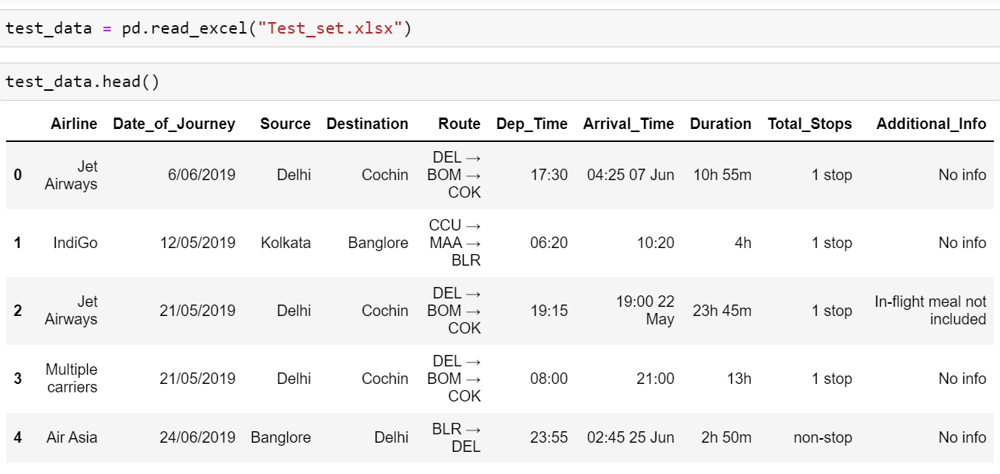 test_data = pd.read_excel("Test_set.xlsx")
test_data.head()
Airline Date_of_Journey Source Destination Route Dep_Time Arrival_Time Duration Total_Stops Additional_Info
0 Jet Airways 6/06/2019 Delhi Cochin DEL → BOM → COK 17:30 04:25 07 Jun 10h 55m 1 stop No info
1 IndiGo 12/05/2019 Kolkata Banglore CCU → MAA → BLR 06:20 10:20 4h 1 stop No info
2 Jet Airways 21/05/2019 Delhi Cochin DEL → BOM → COK 19:15 19:00 22 May 23h 45m 1 stop In-flight meal not included
3 Multiple carriers 21/05/2019 Delhi Cochin DEL → BOM → COK 08:00 21:00 13h 1 stop No info
4 Air Asia 24/06/2019 Banglore Delhi BLR → DEL 23:55 02:45 25 Jun 2h 50m non-stop No info